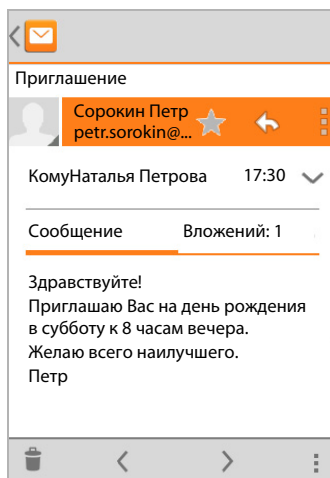 Приглашение
Сорокин Петр
petr.sorokin@...
КомуНаталья Петрова 17:30
Сообщение Вложений: 1
Здравствуйте!
Приглашаю Вас на день рождения
в субботу к 8 часам вечера.
Желаю всего наилучшего.
Петр